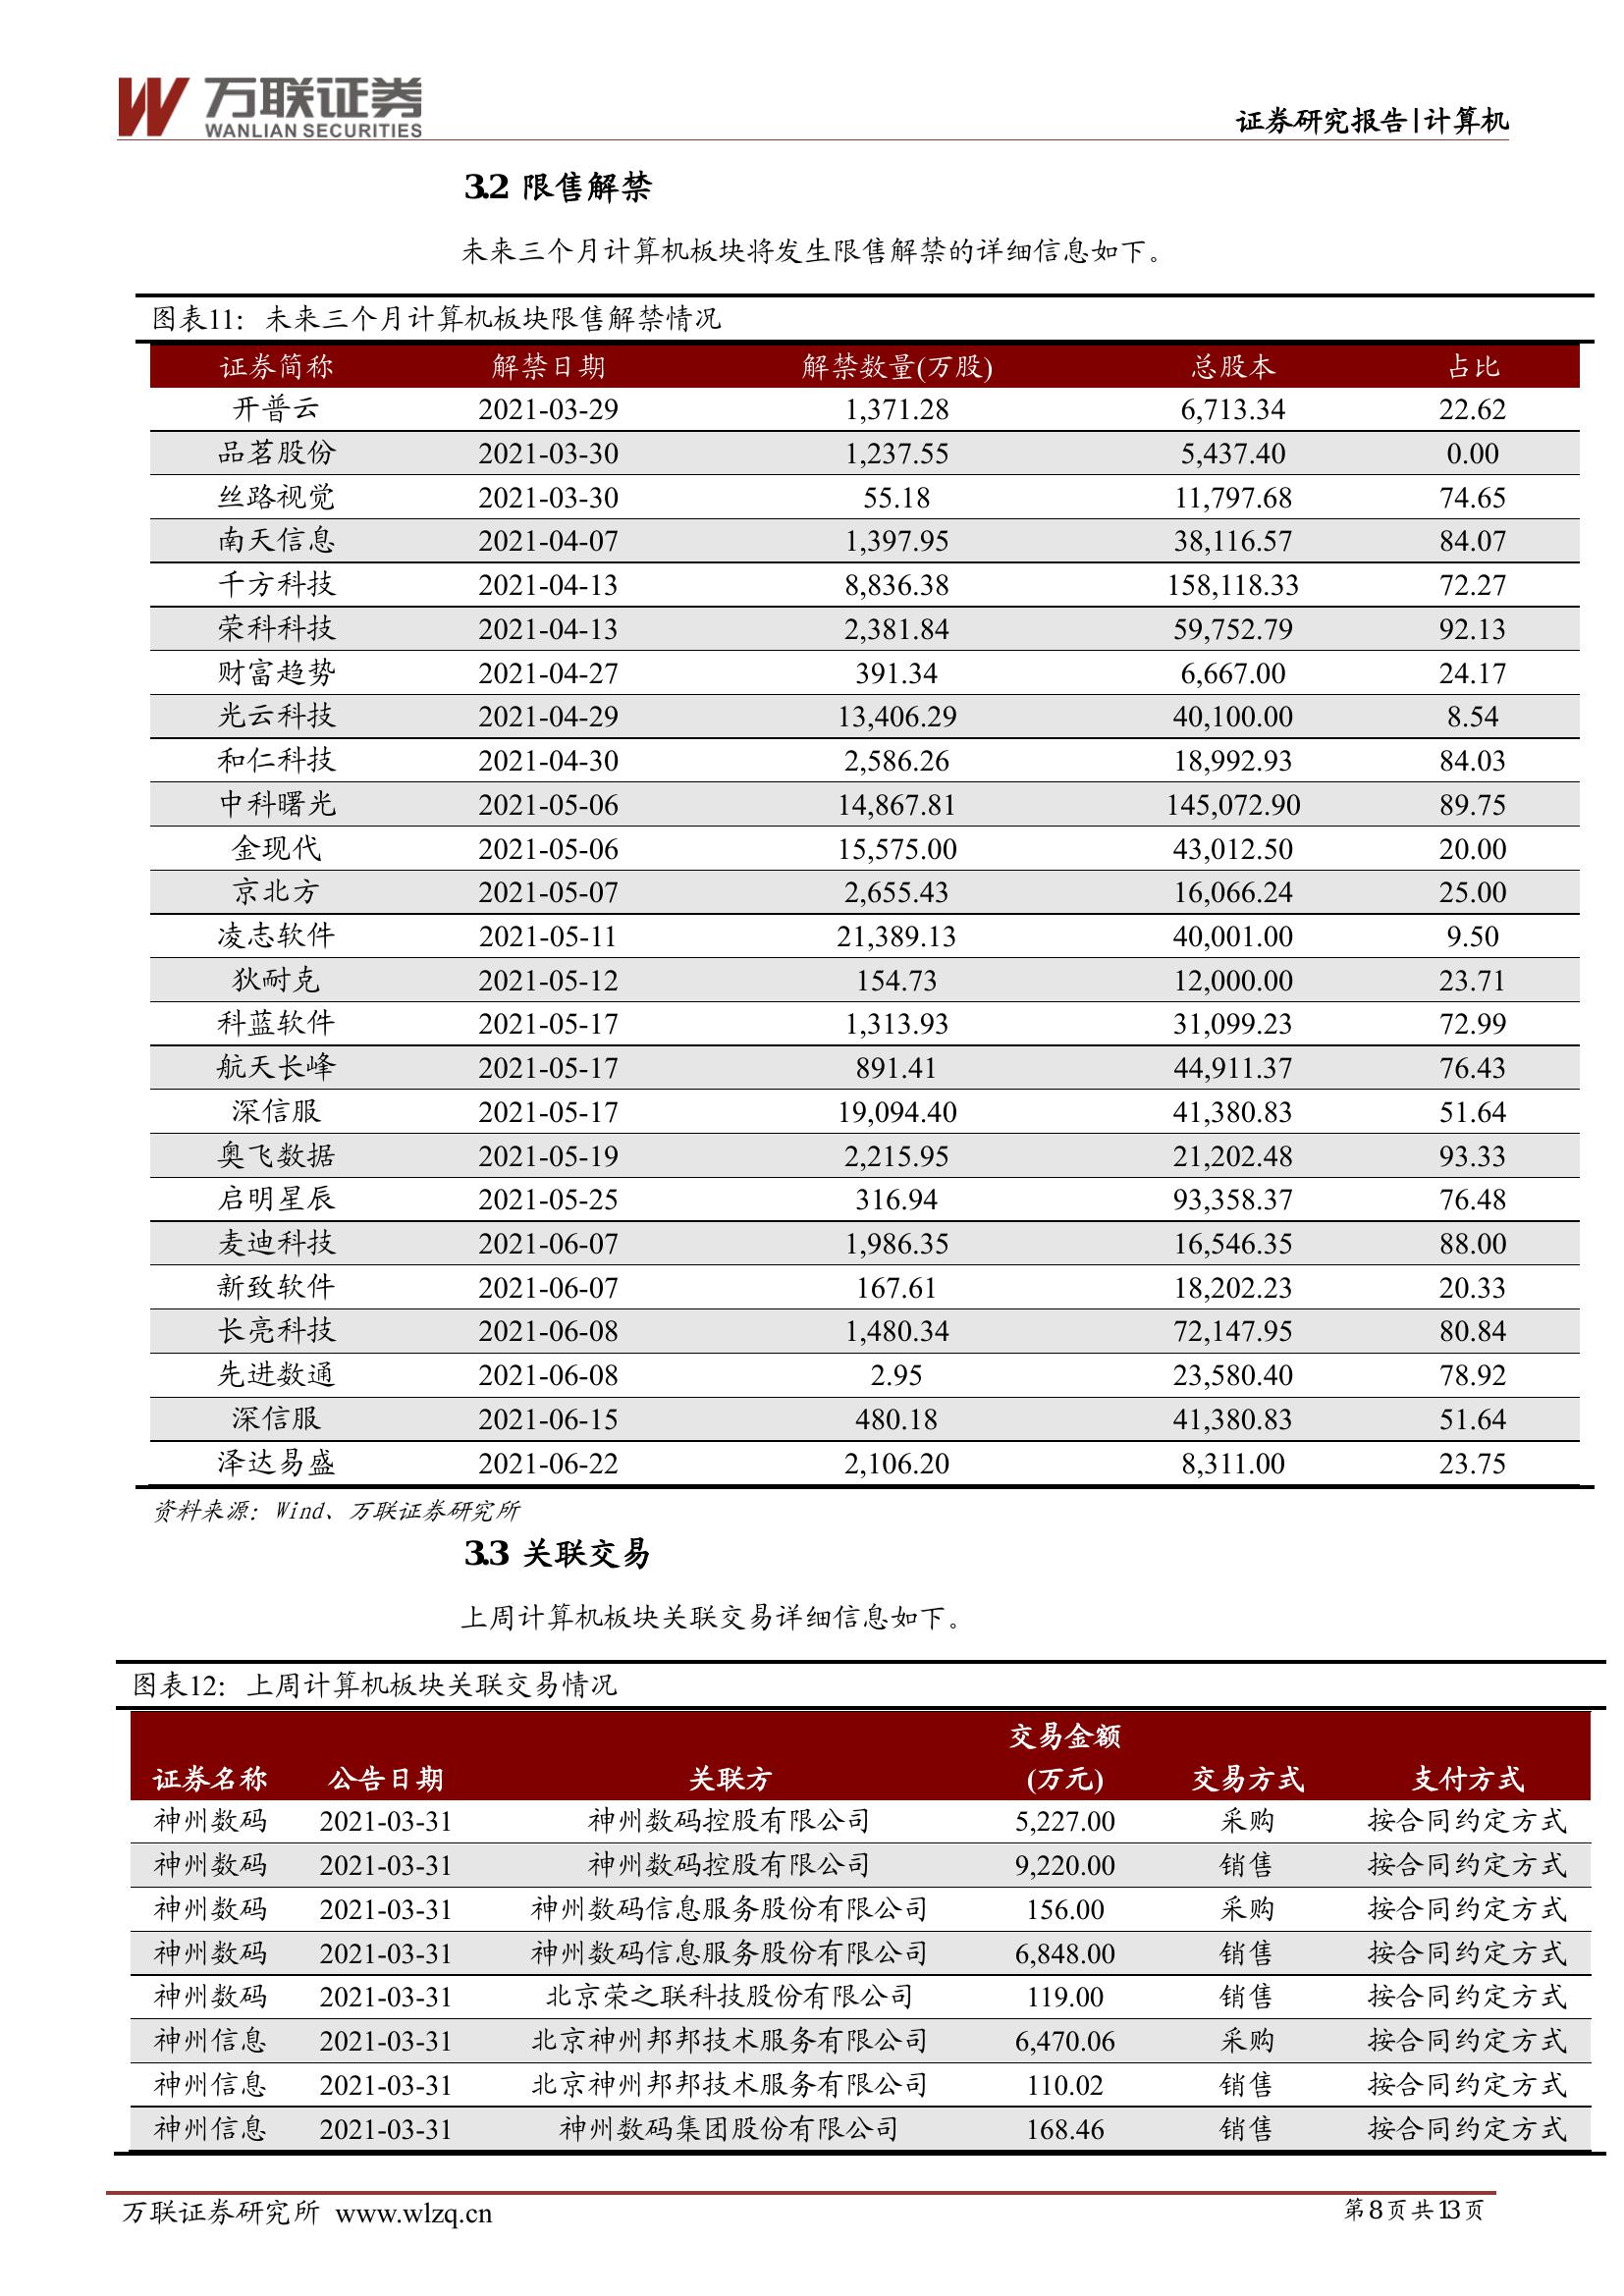 万联证券
WANLIAN SECURITIES
证券研究报告|计算机
3.2 限售解禁
未来三个月计算机板块将发生限售解禁的详细信息如下。
图表11：未来三个月计算机板块限售解禁情况
证券简称 解禁日期 解禁数量(万股) 总股本 占比
开普云 2021-03-29 1,371.28 6,713.34 22.62
品茗股份 2021-03-30 1,237.55 5,437.40 0.00
丝路视觉 2021-03-30 55.18 11,797.68 74.65
南天信息 2021-04-07 1,397.95 38,116.57 84.07
千方科技 2021-04-13 8,836.38 158,118.33 72.27
荣科科技 2021-04-13 2,381.84 59,752.79 92.13
财富趋势 2021-04-27 391.34 6,667.00 24.17
光云科技 2021-04-29 13,406.29 40,100.00 8.54
和仁科技 2021-04-30 2,586.26 18,992.93 84.03
中科曙光 2021-05-06 14,867.81 145,072.90 89.75
金现代 2021-05-06 15,575.00 43,012.50 20.00
京北方 2021-05-07 2,655.43 16,066.24 25.00
凌志软件 2021-05-11 21,389.13 40,001.00 9.50
狄耐克 2021-05-12 154.73 12,000.00 23.71
科蓝软件 2021-05-17 1,313.93 31,099.23 72.99
航天长峰 2021-05-17 891.41 44,911.37 76.43
深信服 2021-05-17 19,094.40 41,380.83 51.64
奥飞数据 2021-05-19 2,215.95 21,202.48 93.33
启明星辰 2021-05-25 316.94 93,358.37 76.48
麦迪科技 2021-06-07 1,986.35 16,546.35 88.00
新致软件 2021-06-07 167.61 18,202.23 20.33
长亮科技 2021-06-08 1,480.34 72,147.95 80.84
先进数通 2021-06-08 2.95 23,580.40 78.92
深信服 2021-06-15 480.18 41,380.83 51.64
泽达易盛 2021-06-22 2,106.20 8,311.00 23.75
资料来源：Wind、万联证券研究所
3.3 关联交易
上周计算机板块关联交易详细信息如下。
图表12：上周计算机板块关联交易情况
交易金额
证券名称 公告日期 关联方 (万元) 交易方式 支付方式
神州数码 2021-03-31 神州数码控股有限公司 5,227.00 采购 按合同约定方式
神州数码 2021-03-31 神州数码控股有限公司 9,220.00 销售 按合同约定方式
神州数码 2021-03-31 神州数码信息服务股份有限公司 156.00 采购 按合同约定方式
神州数码 2021-03-31 神州数码信息服务股份有限公司 6,848.00 销售 按合同约定方式
神州数码 2021-03-31 北京荣之联科技股份有限公司 119.00 销售 按合同约定方式
神州信息 2021-03-31 北京神州邦邦技术服务有限公司 6,470.06 采购 按合同约定方式
神州信息 2021-03-31 北京神州邦邦技术服务有限公司 110.02 销售 按合同约定方式
神州信息 2021-03-31 神州数码集团股份有限公司 168.46 销售 按合同约定方式
万联证券研究所 www.wlzq.cn 第8页共13页